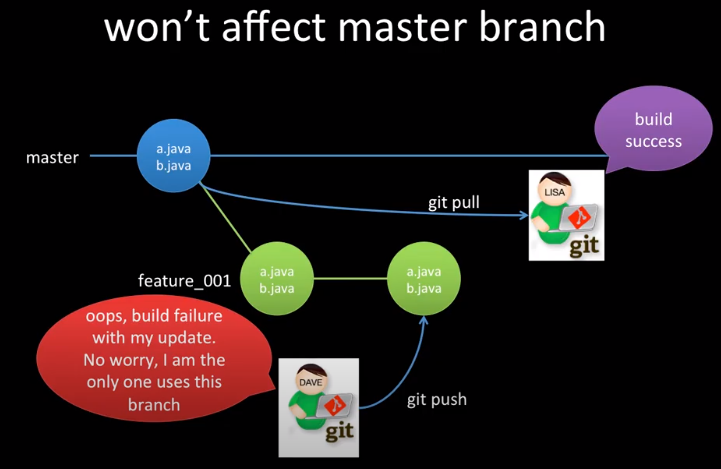 won't affect master branch
build
success
a.java
b.java
master
LISA
git pull
git
a.java
b.java
a.java
b.java
feature_001
oops, build failure
with my update.
No worry, I am the
only one uses this
branch
DAVE
git push
git